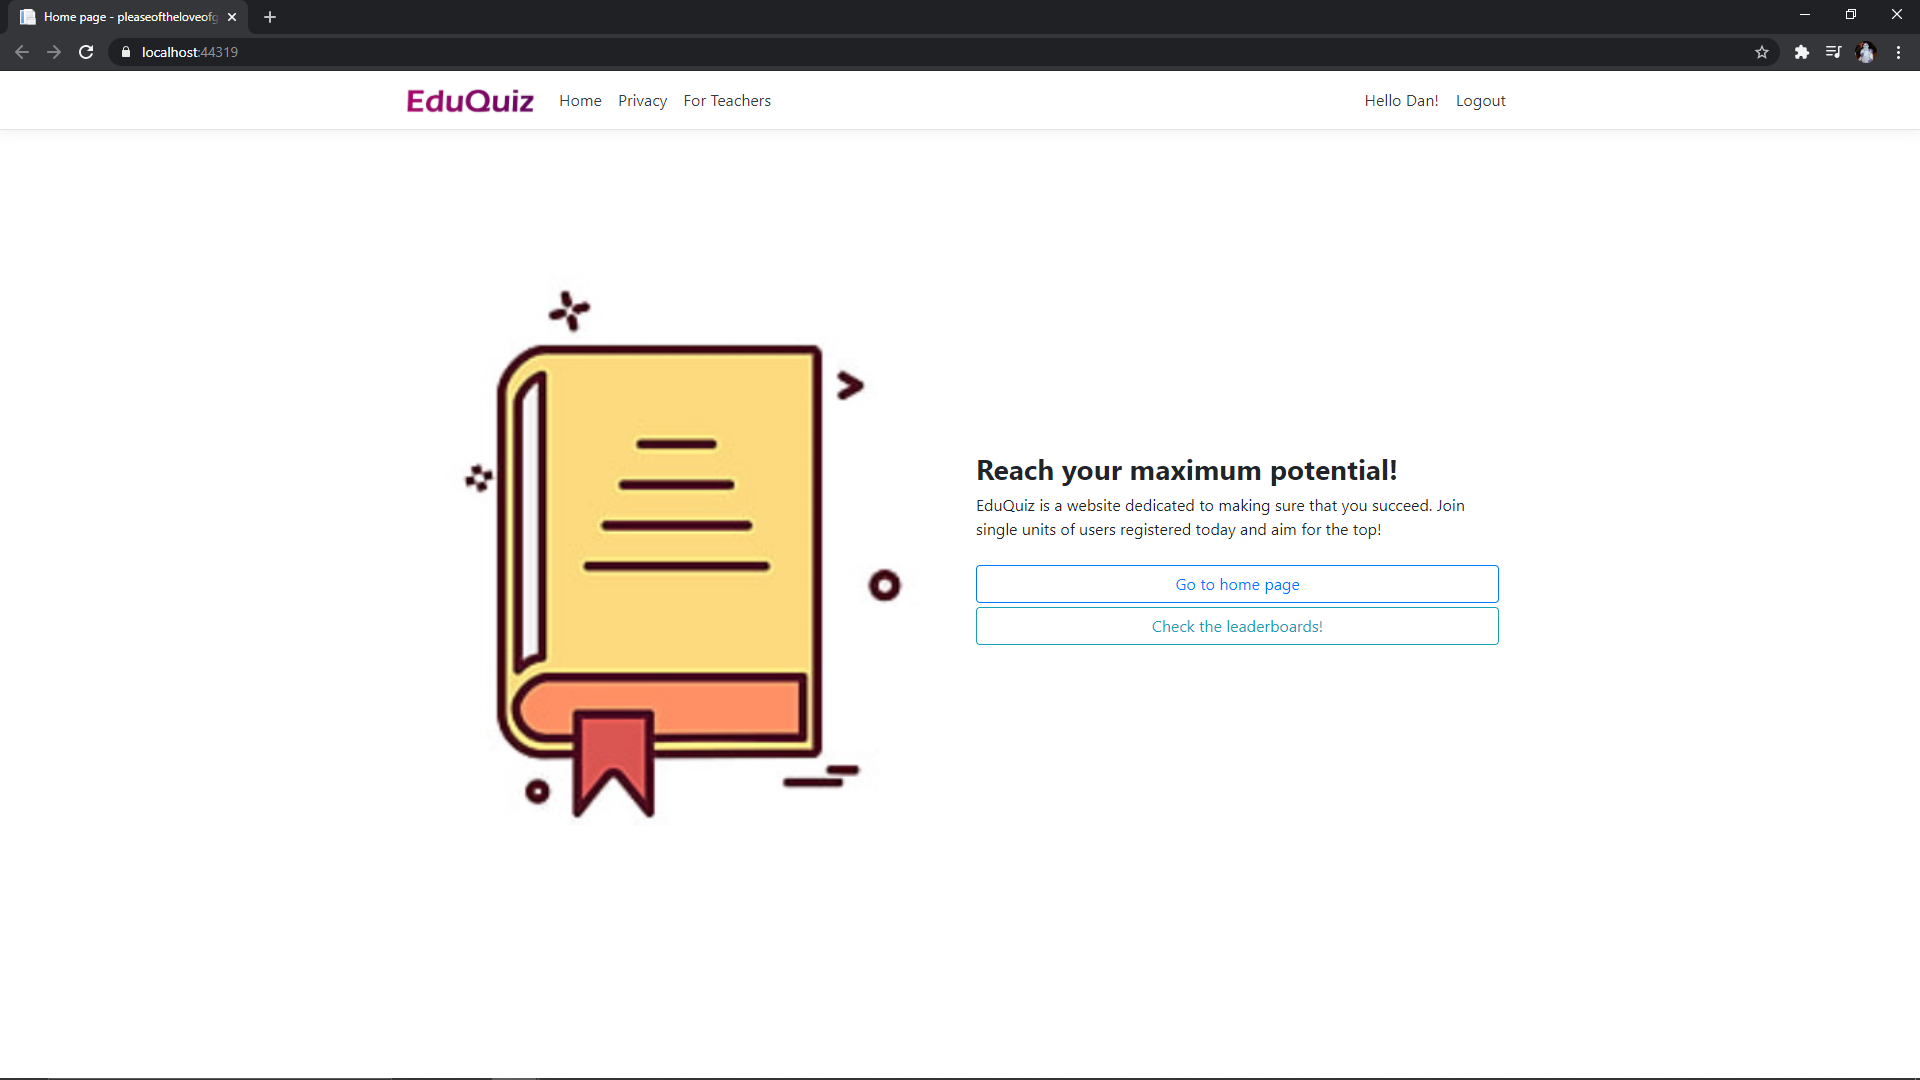 Home page - pleaseoftheloveofg
localhost:44319
EduQuiz Home Privacy For Teachers Hello Dan! Logout
Reach your maximum potential!
EduQuiz is a website dedicated to making sure that you succeed. Join
single units of users registered today and aim for the top!
Go to home page
Check the leaderboards!